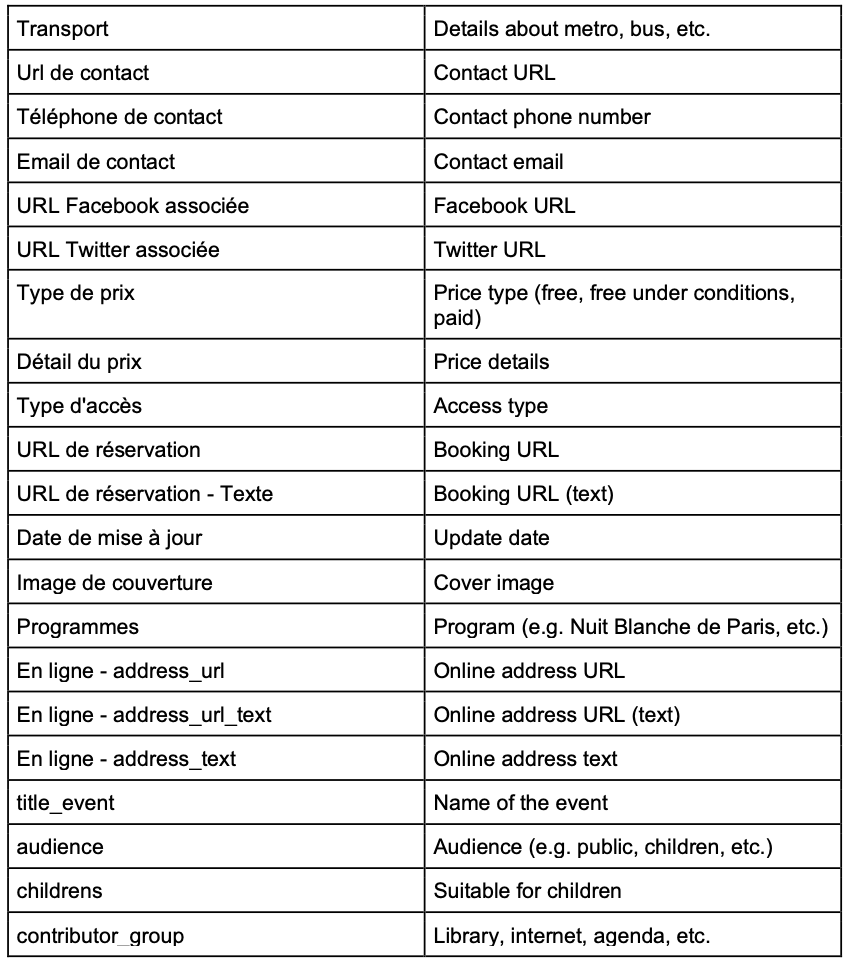 Transport
Details about metro, bus, etc.
Url de contact
Contact URL
Téléphone de contact
Contact phone number
Email de contact
Contact email
URL Facebook associée
Facebook URL
URL Twitter associée
Twitter URL
Type de prix
Price type (free, free under conditions,
paid)
Détail du prix
Price details
Type d'accès
Access type
URL de réservation
Booking URL
URL de réservation - Texte
Booking URL (text)
Date de mise à jour
Update date
Image de couverture
Cover image
Programmes
Program (e.g. Nuit Blanche de Paris, etc.)
En ligne - address_url
Online address URL
En ligne - address_url_text
Online address URL (text)
En ligne - address_text
Online address text
title_event
Name of the event
audience
Audience (e.g. public, children, etc.)
childrens
Suitable for children
contributor_group
Library, internet, agenda, etc.